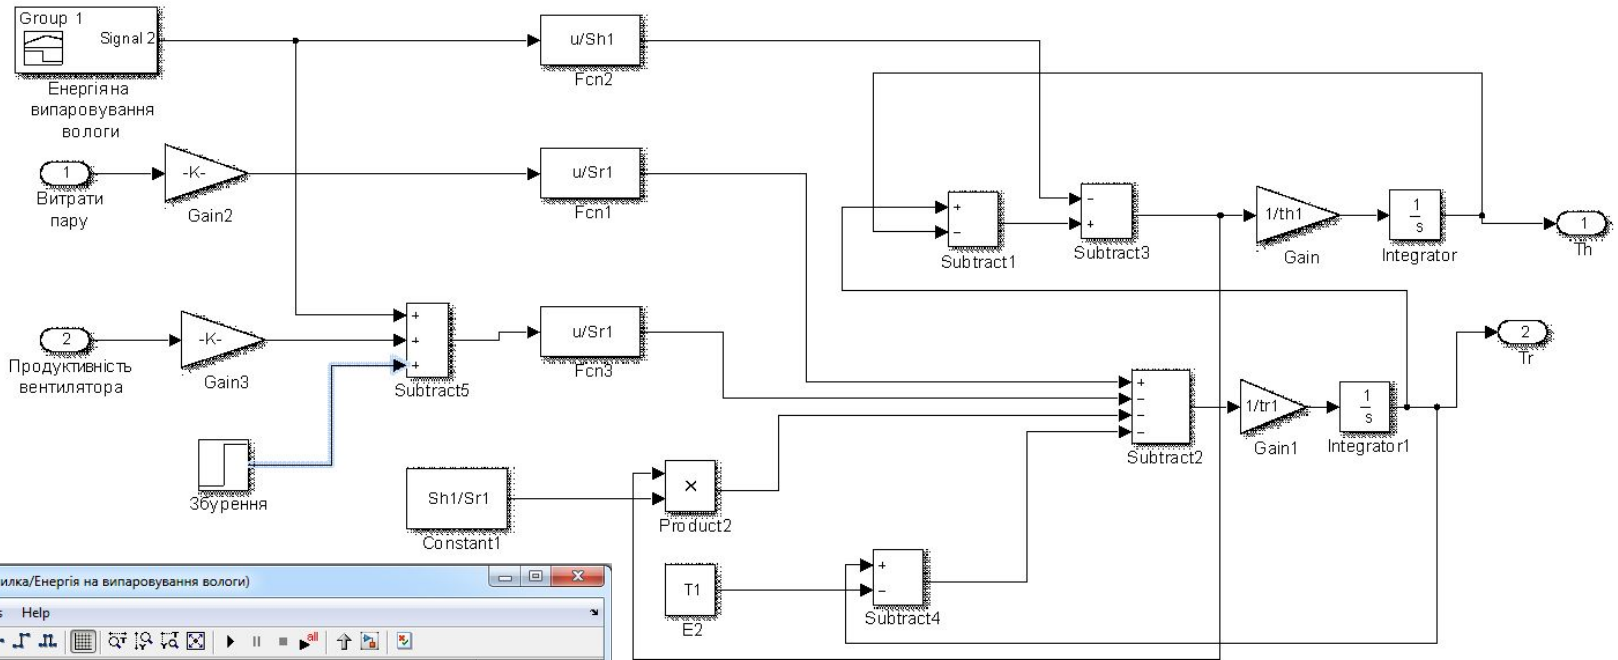 Group 1
Signal 2
Енергія на
випаровування
вологи
u/Sh1
Fcn2
1
Витрати
пару
-K-
Gain2
u/Sr1
Fcn1
+
−
Subtract1
−
+
Subtract3
1/th1
Gain
1
s
Integrator
1
Th
2
Продуктивність
вентилятора
-K-
Gain3
+
+
+
Subtract5
u/Sr1
Fcn3
2
Tr
+
−
−
−
Subtract2
1/tr1
Gain1
1
s
Integrator1
Збурення
Sh1/Sr1
Constant1
×
Product2
T1
E2
+
−
Subtract4
илка/Енергія на випаровування вологи)
s Help
all